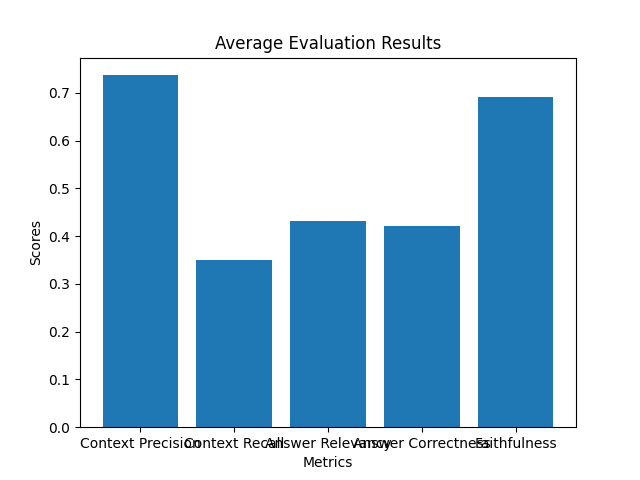 Average Evaluation Results
Scores
0.7
0.6
0.5
0.4
0.3
0.2
0.1
0.0
Context Precision Context Recall Answer Relevancy Answer Correctness Faithfulness
Metrics